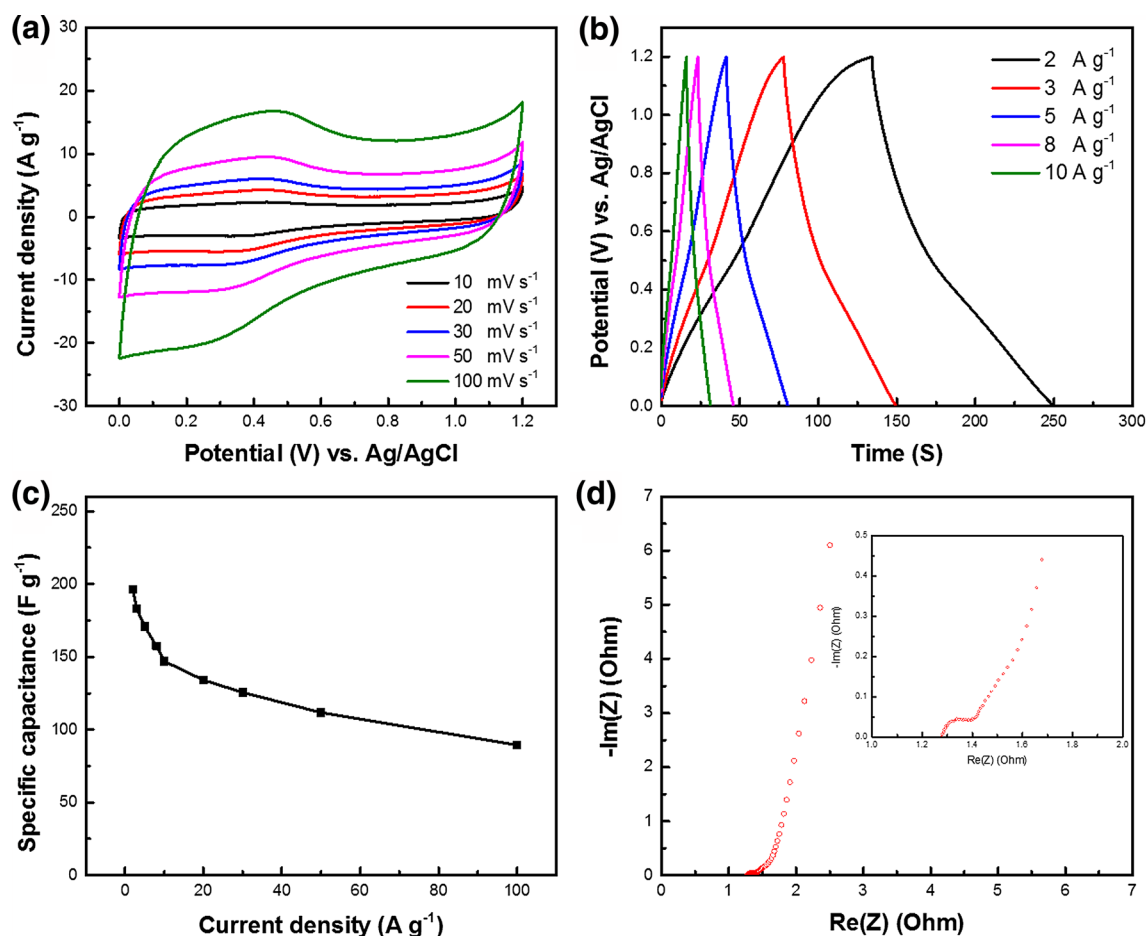 (a)
30
20
10
0
-10
-20
-30
Current density (A g-1)
10 mV s-1
20 mV s-1
30 mV s-1
50 mV s-1
100 mV s-1
0.0 0.2 0.4 0.6 0.8 1.0 1.2
Potential (V) vs. Ag/AgCl
(b)
1.2
1.0
0.8
0.6
0.4
0.2
0.0
Potential (V) vs. Ag/AgCl
2 A g-1
3 A g-1
5 A g-1
8 A g-1
10 A g-1
0 50 100 150 200 250 300
Time (S)
(c)
250
200
150
100
50
0
Specific capacitance (F g-1)
0 20 40 60 80 100
Current density (A g-1)
(d)
7
6
5
4
3
2
1
0
-Im(Z) (Ohm)
0.5
0.4
0.3
0.2
0.1
0.0
-Im(Z) (Ohm)
1.0 1.2 1.4 1.6 1.8 2.0
Re(Z) (Ohm)
0 1 2 3 4 5 6 7
Re(Z) (Ohm)